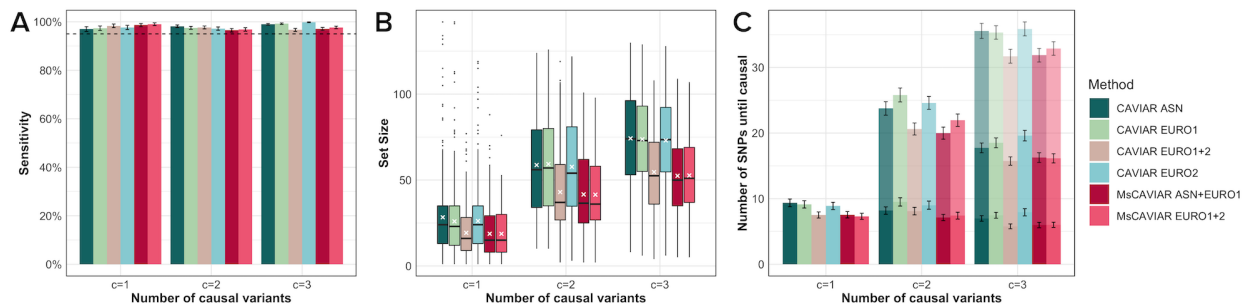 A
Sensitivity
100%
80%
60%
40%
20%
0%
c=1
c=2
c=3
Number of causal variants
B
Set Size
100
50
0
c=1
c=2
c=3
Number of causal variants
C
Number of SNPs until causal
30
20
10
0
c=1
c=2
c=3
Number of causal variants
Method
CAVIAR ASN
CAVIAR EURO1
CAVIAR EURO1+2
CAVIAR EURO2
MsCAVIAR ASN+EURO1
MsCAVIAR EURO1+2